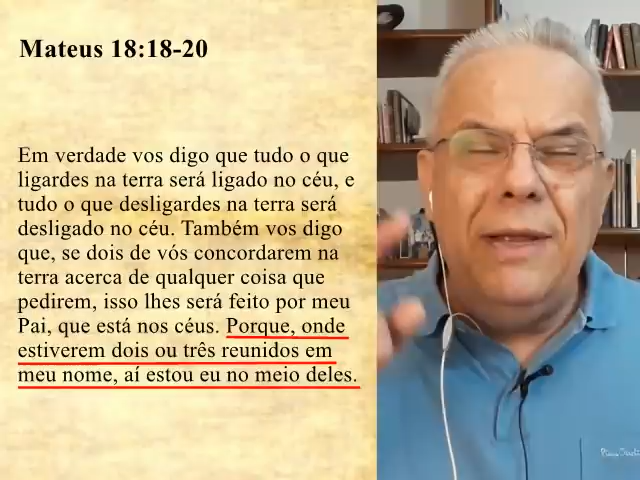 Mateus 18:18-20
Em verdade vos digo que tudo o que
ligardes na terra será ligado no céu, e
tudo o que desligardes na terra será
desligado no céu. Também vos digo
que, se dois de vós concordarem na
terra acerca de qualquer coisa que
pedirem, isso lhes será feito por meu
Pai, que está nos céus. Porque, onde
estiverem dois ou três reunidos em
meu nome, aí estou eu no meio deles.